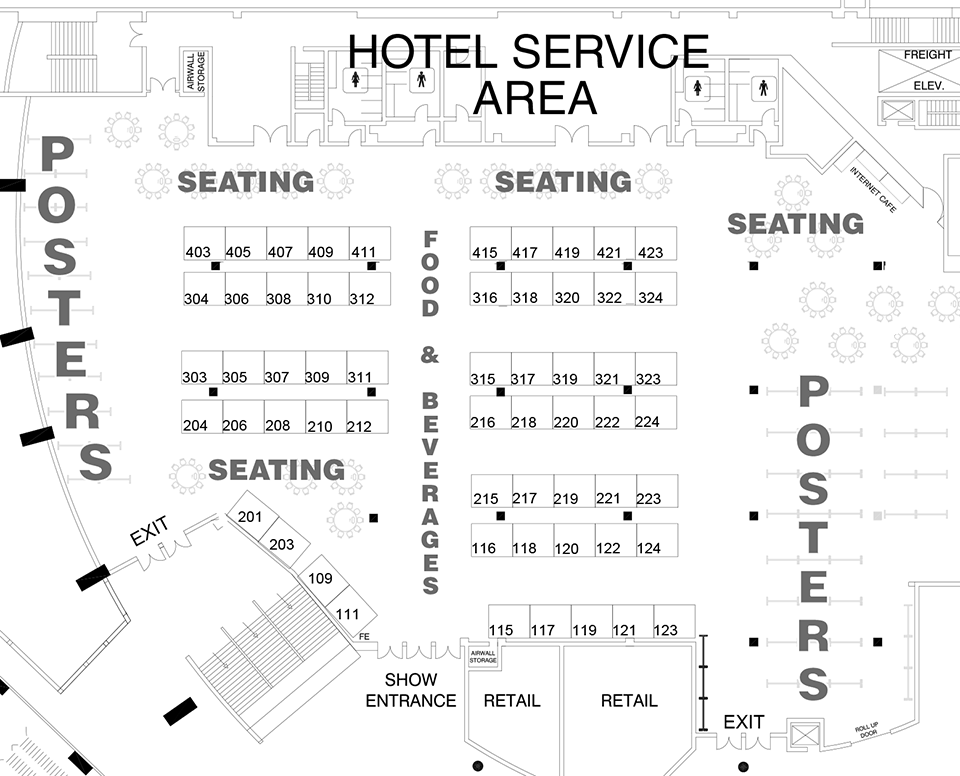 HOTEL SERVICE
AREA
AIRWALL
STORAGE
FREIGHT
ELEV.
INTERNET CAFE
POSTERS
SEATING
SEATING
SEATING
403 405 407 409 411
304 306 308 310 312
303 305 307 309 311
204 206 208 210 212
SEATING
FOOD & BEVERAGES
415 417 419 421 423
316 318 320 322 324
315 317 319 321 323
216 218 220 222 224
215 217 219 221 223
116 118 120 122 124
115 117 119 121 123
POSTERS
EXIT
201
203
109
111
FE
SHOW
ENTRANCE
AIRWALL
STORAGE
RETAIL
RETAIL
EXIT
ROLL UP
DOOR